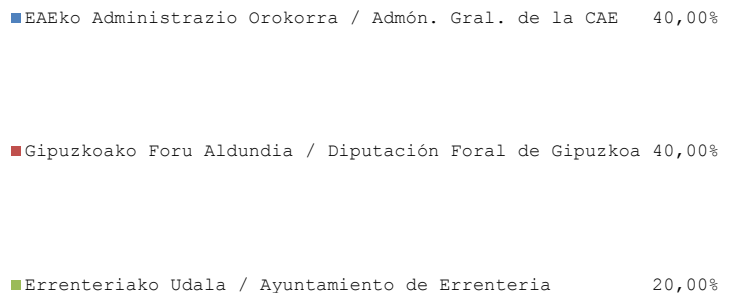 EAEko Administrazio Orokorra / Admón. Gral. de la CAE 40,00%
Gipuzkoako Foru Aldundia / Diputación Foral de Gipuzkoa 40,00%
Errenteriako Udala / Ayuntamiento de Errenteria 20,00%